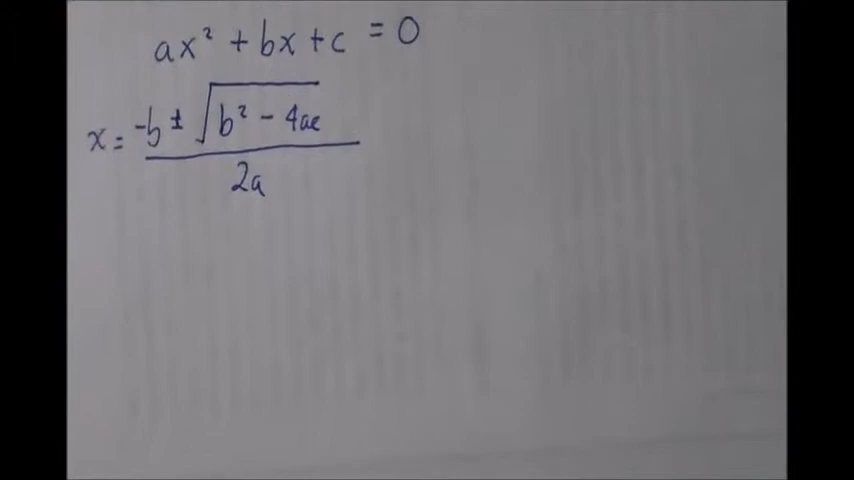 ax² + bx + c = 0
x = -b ± √(b² - 4ac) / 2a